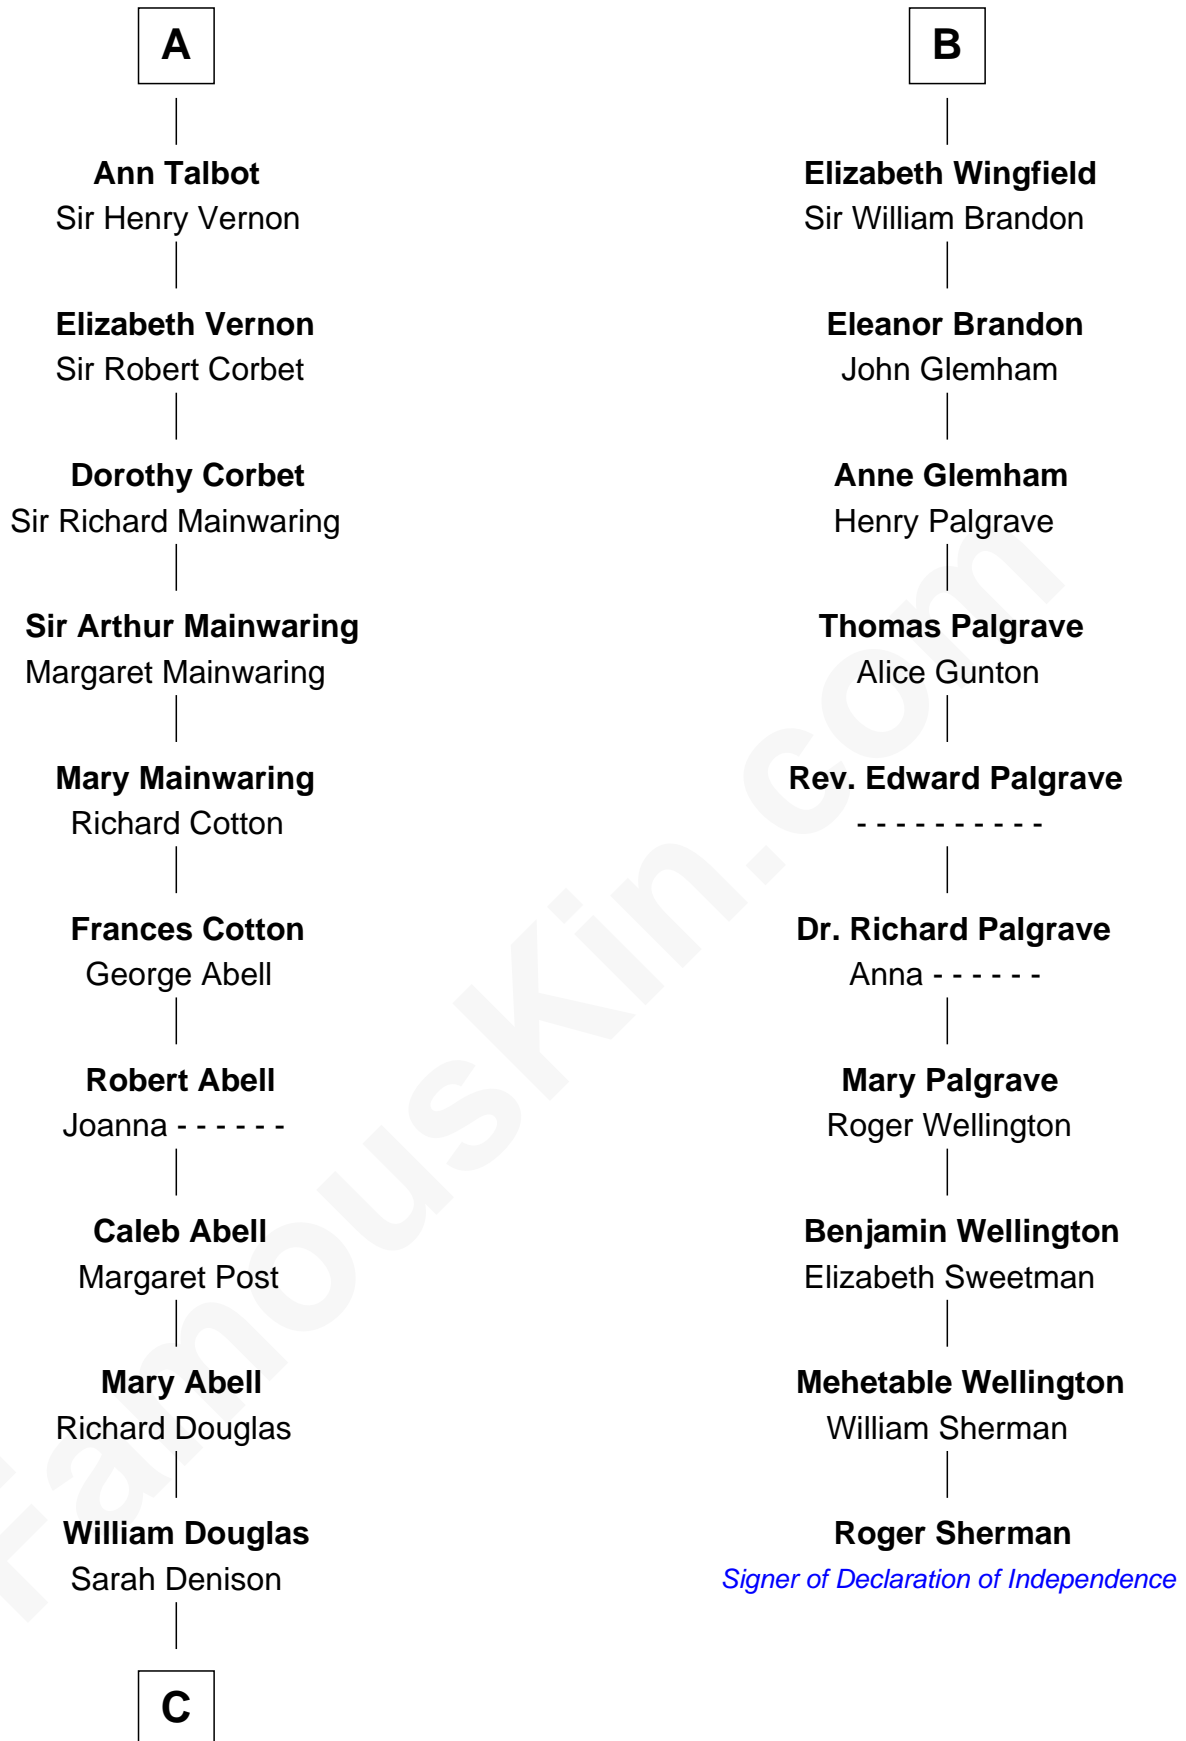 A
Ann Talbot
Sir Henry Vernon
Elizabeth Vernon
Sir Robert Corbet
Dorothy Corbet
Sir Richard Mainwaring
Sir Arthur Mainwaring
Margaret Mainwaring
Mary Mainwaring
Richard Cotton
Frances Cotton
George Abell
Robert Abell
Joanna - - - - - -
Caleb Abell
Margaret Post
Mary Abell
Richard Douglas
William Douglas
Sarah Denison
C
B
Elizabeth Wingfield
Sir William Brandon
Eleanor Brandon
John Glemham
Anne Glemham
Henry Palgrave
Thomas Palgrave
Alice Gunton
Rev. Edward Palgrave
- - - - - - - - - -
Dr. Richard Palgrave
Anna - - - - - -
Mary Palgrave
Roger Wellington
Benjamin Wellington
Elizabeth Sweetman
Mehetable Wellington
William Sherman
Roger Sherman
Signer of Declaration of Independence
FamousKin.com